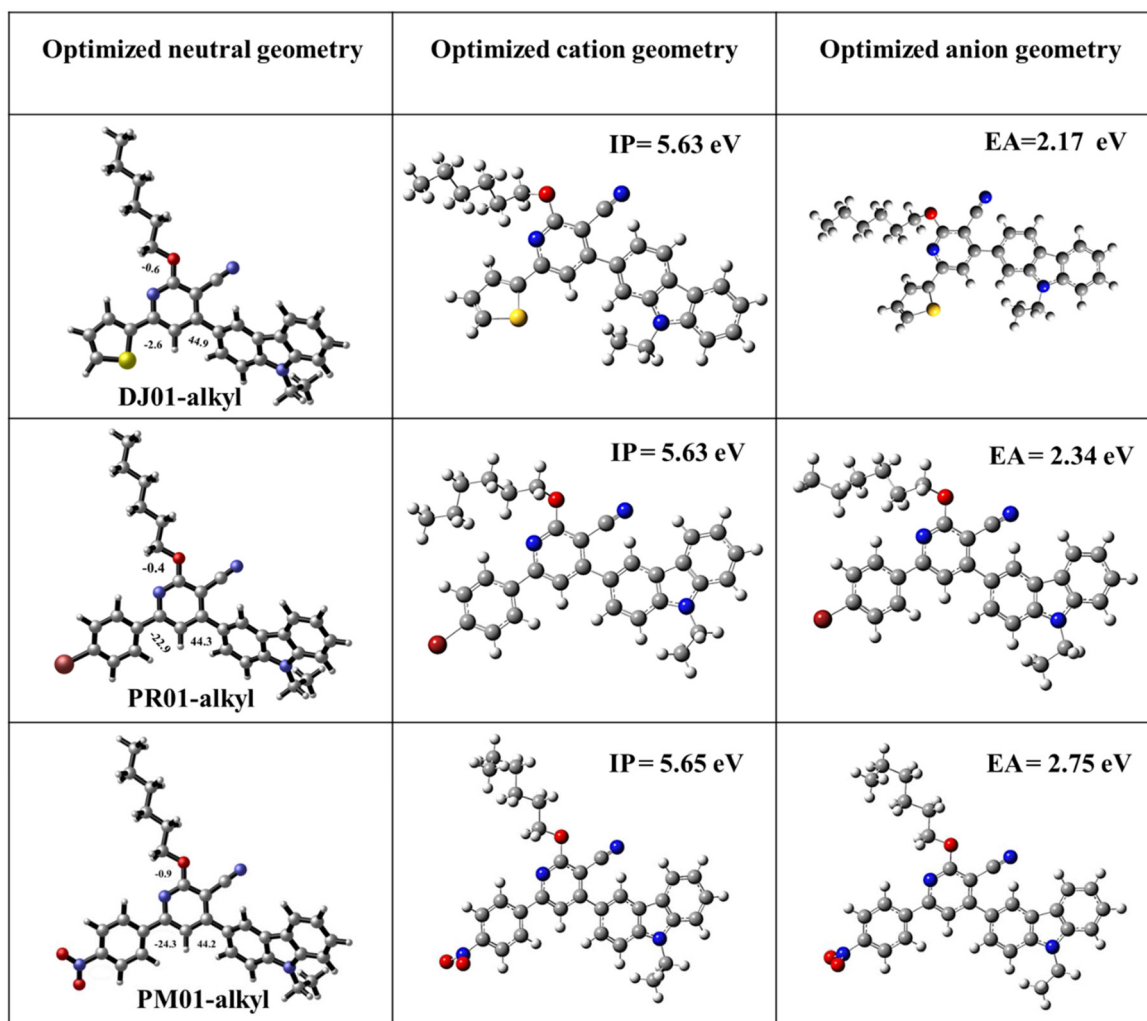 Optimized neutral geometry
Optimized cation geometry
Optimized anion geometry
IP= 5.63 eV
EA=2.17 eV
-0.6
-2.6
44.9
DJ01-alkyl
IP= 5.63 eV
EA= 2.34 eV
-0.4
-22.9
44.3
PR01-alkyl
IP= 5.65 eV
EA= 2.75 eV
-0.9
-24.3
44.2
PM01-alkyl